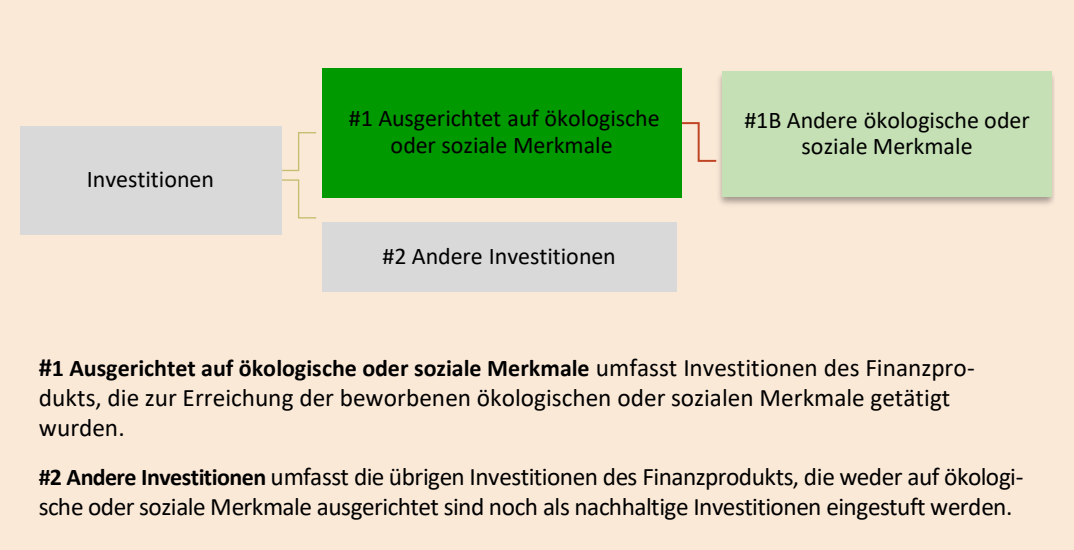 #1 Ausgerichtet auf ökologische
oder soziale Merkmale
#1B Andere ökologische oder
soziale Merkmale
Investitionen
#2 Andere Investitionen
#1 Ausgerichtet auf ökologische oder soziale Merkmale umfasst Investitionen des Finanzpro-
dukts, die zur Erreichung der beworbenen ökologischen oder sozialen Merkmale getätigt
wurden.
#2 Andere Investitionen umfasst die übrigen Investitionen des Finanzprodukts, die weder auf ökologi-
sche oder soziale Merkmale ausgerichtet sind noch als nachhaltige Investitionen eingestuft werden.